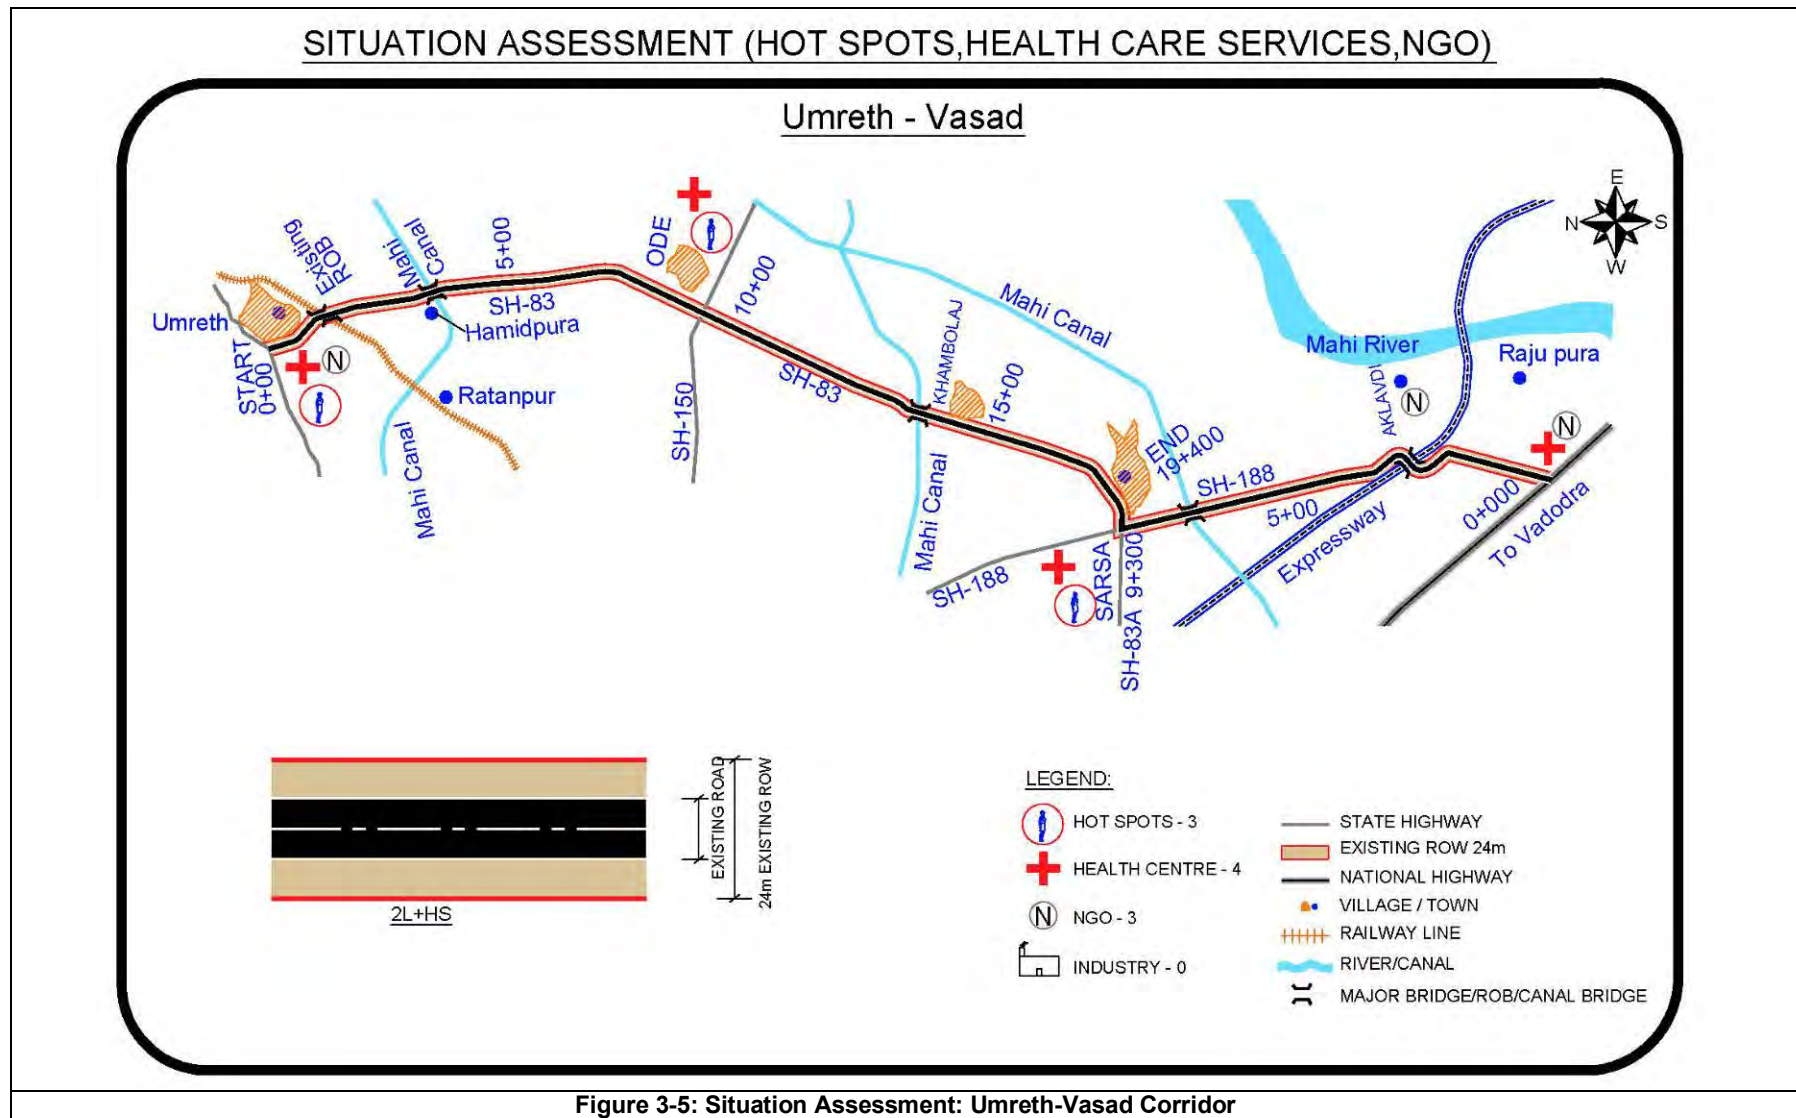 SITUATION ASSESSMENT (HOT SPOTS,HEALTH CARE SERVICES,NGO)
Umreth - Vasad
E
N
S
W
Existing
ROB
Mahi
Canal
5+00
ODE
10+00
Umreth
SH-83
Hamidpura
START
0+00
N
Ratanpur
Mahi Canal
SH-150
SH-83
KHAMBOLAJ
15+00
Mahi Canal
Mahi Canal
END
19+400
SH-188
5+00
Mahi River
Raju pura
AKLAVDI
N
N
0+000
Expressway
To Vadodra
SH-188
SARSA
SH-83A 9+300
EXISTING ROAD
24m EXISTING ROW
2L+HS
LEGEND:
HOT SPOTS - 3
HEALTH CENTRE - 4
N NGO - 3
INDUSTRY - 0
STATE HIGHWAY
EXISTING ROW 24m
NATIONAL HIGHWAY
VILLAGE / TOWN
RAILWAY LINE
RIVER/CANAL
MAJOR BRIDGE/ROB/CANAL BRIDGE
Figure 3-5: Situation Assessment: Umreth-Vasad Corridor